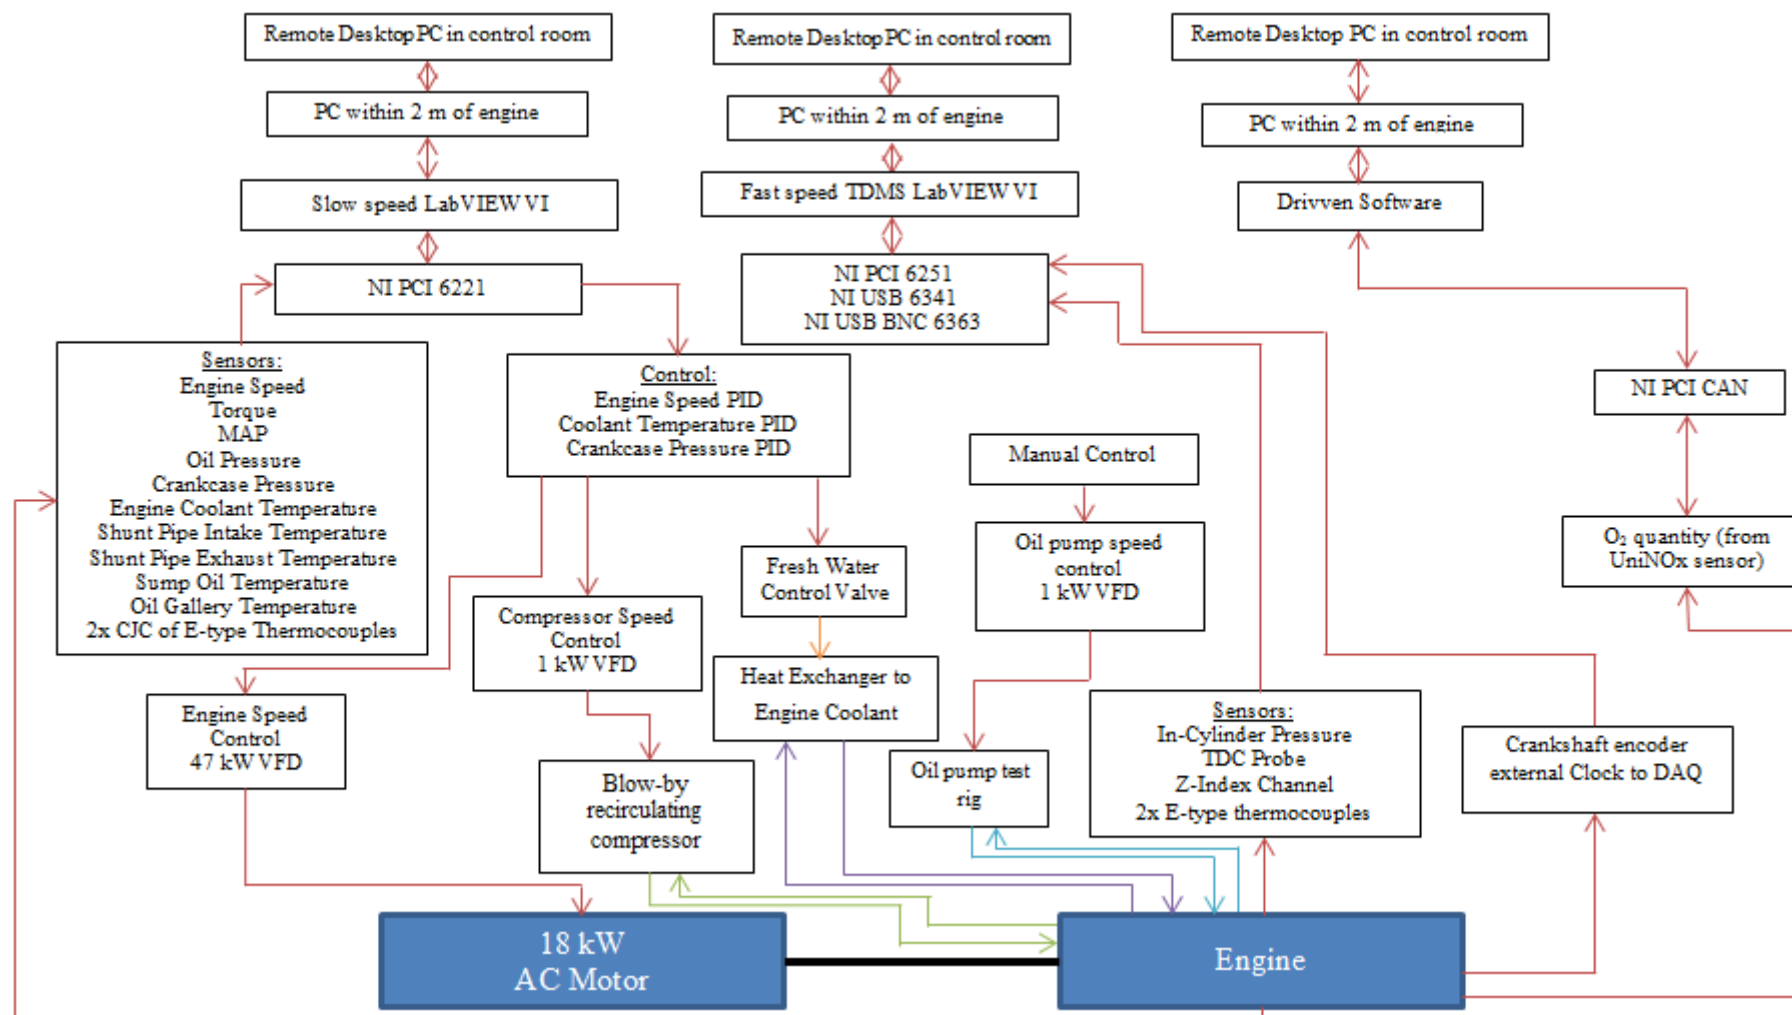 Remote Desktop PC in control room
Remote Desktop PC in control room
Remote Desktop PC in control room
PC within 2 m of engine
PC within 2 m of engine
PC within 2 m of engine
Slow speed LabVIEW VI
Fast speed TDMS LabVIEW VI
Drivven Software
NI PCI 6221
NI PCI 6251
NI USB 6341
NI USB BNC 6363
Sensors:
Engine Speed
Torque
MAP
Oil Pressure
Crankcase Pressure
Engine Coolant Temperature
Shunt Pipe Intake Temperature
Shunt Pipe Exhaust Temperature
Sump Oil Temperature
Oil Gallery Temperature
2x CJC of E-type Thermocouples
Control:
Engine Speed PID
Coolant Temperature PID
Crankcase Pressure PID
NI PCI CAN
Manual Control
Oil pump speed
control
1 kW VFD
O₂ quantity (from
UniNOx sensor)
Fresh Water
Control Valve
Compressor Speed
Control
1 kW VFD
Heat Exchanger to
Engine Coolant
Engine Speed
Control
47 kW VFD
Sensors:
In-Cylinder Pressure
TDC Probe
Z-Index Channel
2x E-type thermocouples
Crankshaft encoder
external Clock to DAQ
Oil pump test
rig
Blow-by
recirculating
compressor
18 kW
AC Motor
Engine